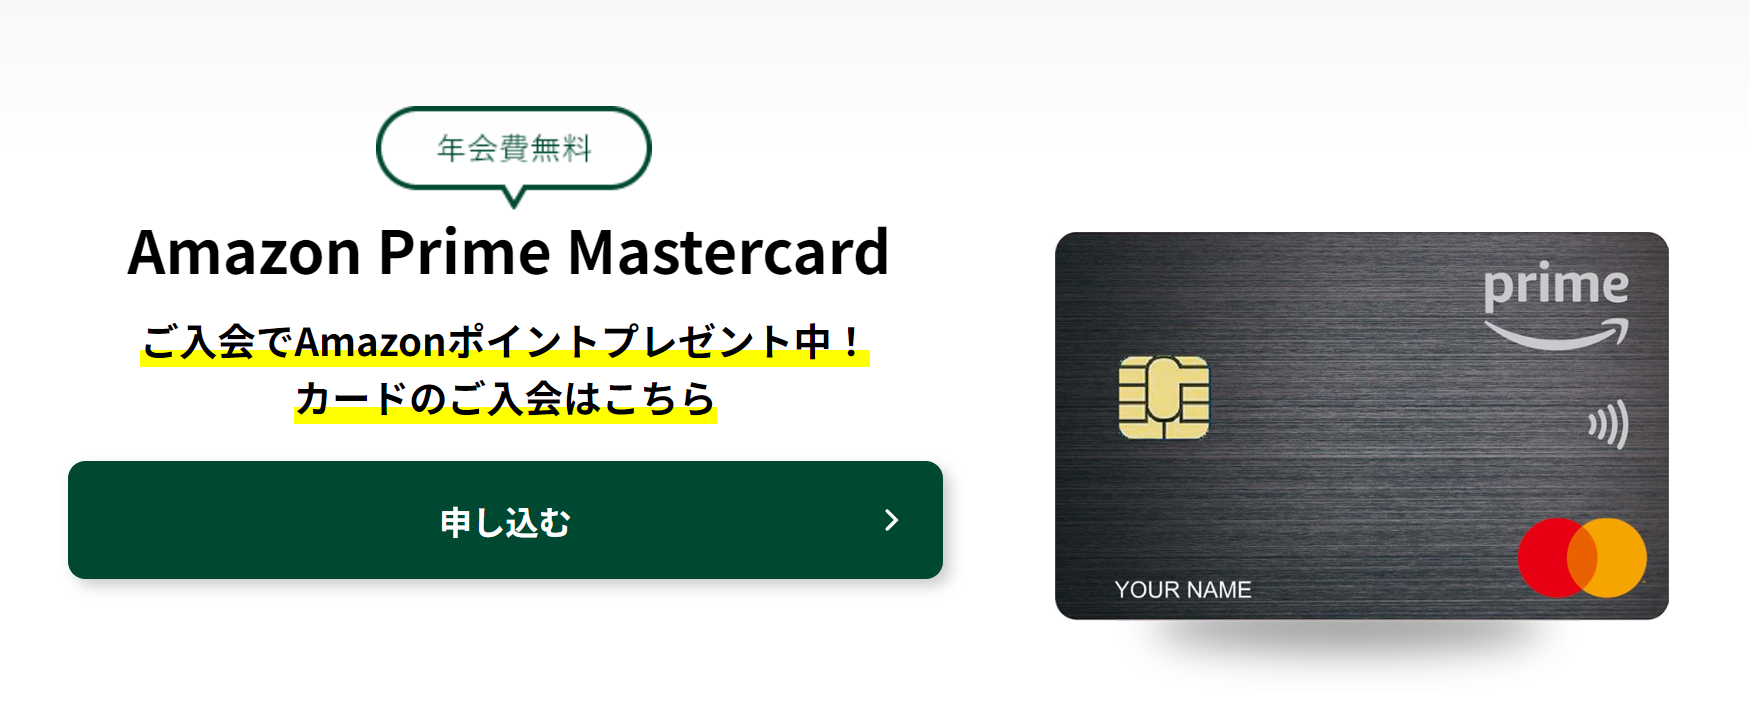 年会費無料
Amazon Prime Mastercard
ご入会でAmazonポイントプレゼント中！
カードのご入会はこちら
申し込む
prime
YOUR NAME